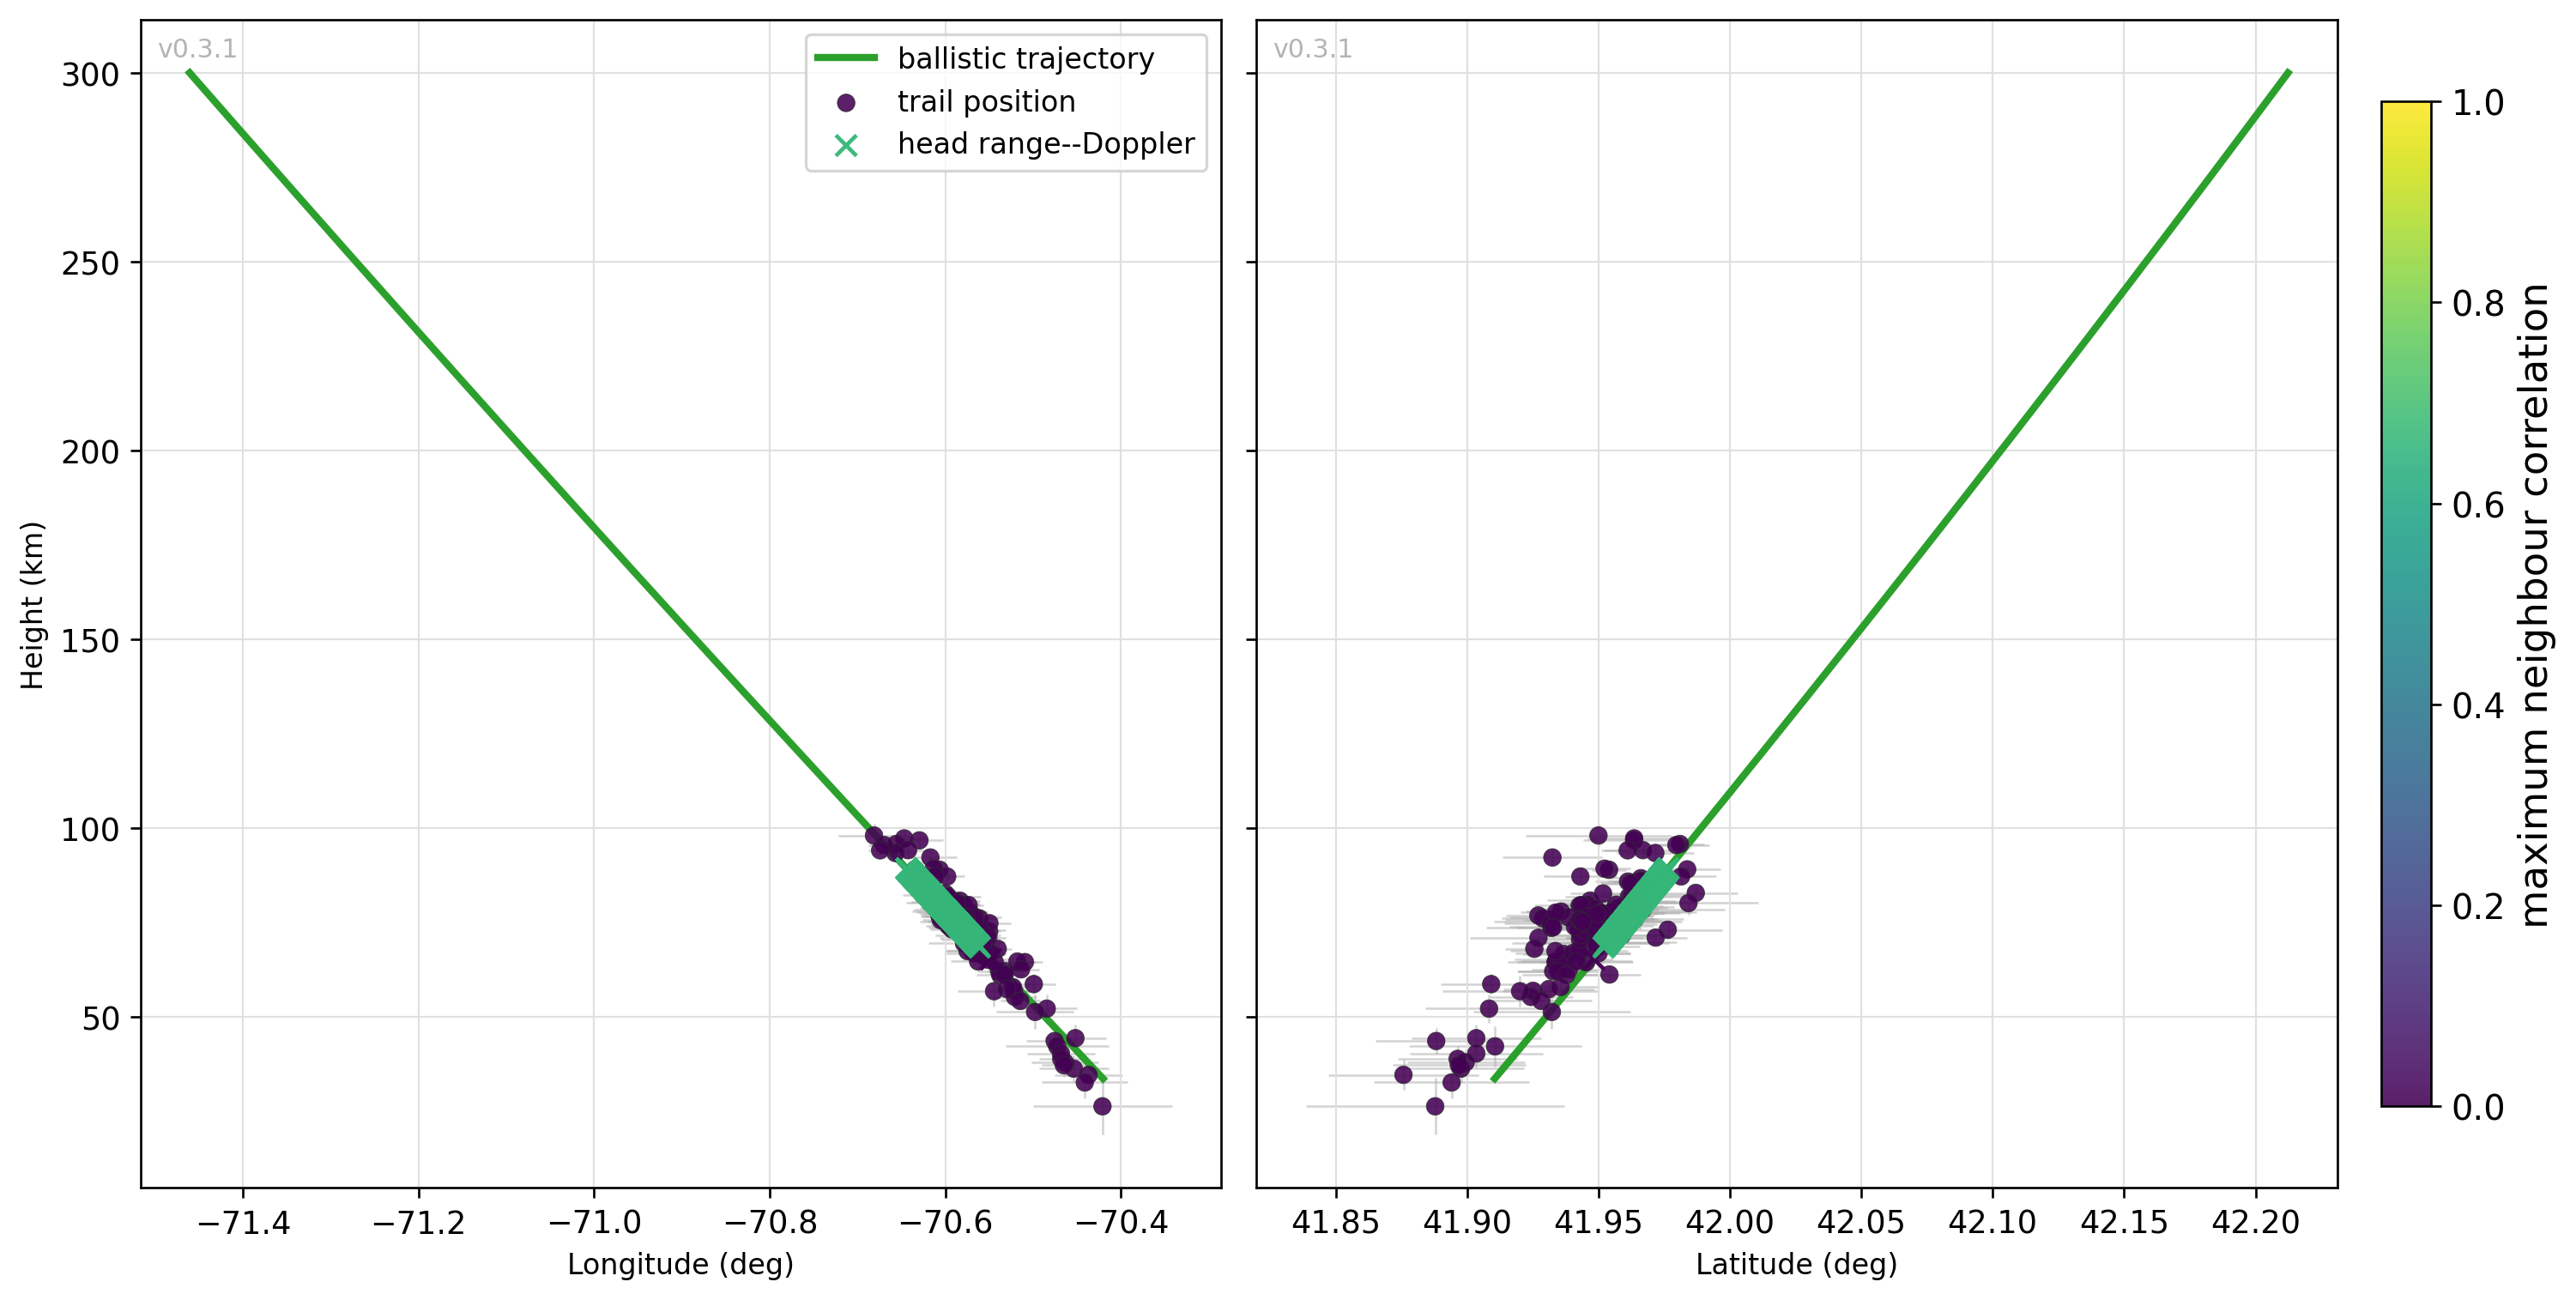 v0.3.1
ballistic trajectory
trail position
head range--Doppler
300
250
200
150
100
50
Height (km)
−71.4 −71.2 −71.0 −70.8 −70.6 −70.4
Longitude (deg)
v0.3.1
41.85 41.90 41.95 42.00 42.05 42.10 42.15 42.20
Latitude (deg)
1.0
0.8
0.6
0.4
0.2
0.0
maximum neighbour correlation